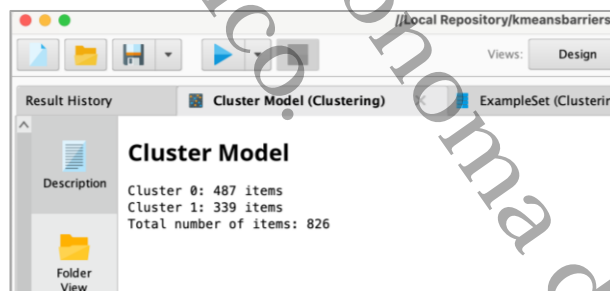 //Local Repository/kmeansbarriers
Views: Design
Result History
Cluster Model (Clustering)
ExampleSet (Clusterin
Description
Cluster Model
Cluster 0: 487 items
Cluster 1: 339 items
Total number of items: 826
Folder
View